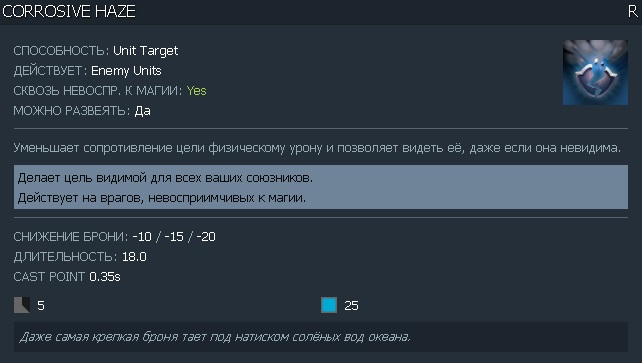 CORROSIVE HAZE R
СПОСОБНОСТЬ: Unit Target
ДЕЙСТВУЕТ: Enemy Units
СКВОЗЬ НЕВОСПР. К МАГИИ: Yes
МОЖНО РАЗВЕЯТЬ: Да
Уменьшает сопротивление цели физическому урону и позволяет видеть её, даже если она невидима.
Делает цель видимой для всех ваших союзников.
Действует на врагов, невосприимчивых к магии.
СНИЖЕНИЕ БРОНИ: -10 / -15 / -20
ДЛИТЕЛЬНОСТЬ: 18.0
CAST POINT 0.35s
5 25
Даже самая крепкая броня тает под натиском солёных вод океана.